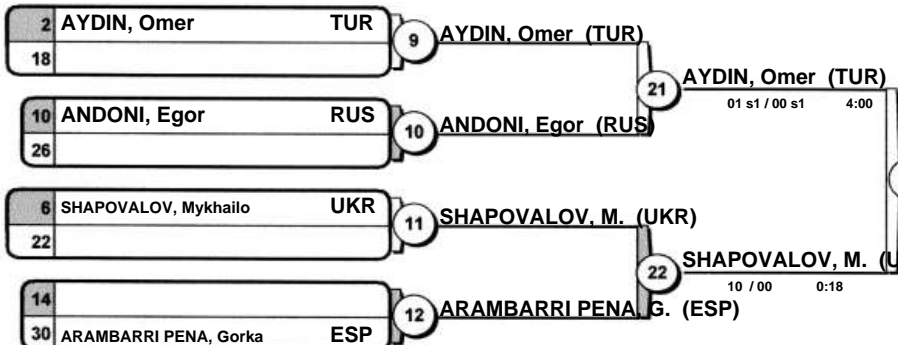 2 AYDIN, Omer TUR
18
9 AYDIN, Omer (TUR)
21 AYDIN, Omer (TUR)
01 s1 / 00 s1 4:00
10 ANDONI, Egor RUS
26
10 ANDONI, Egor (RUS)
6 SHAPOVALOV, Mykhailo UKR
22
11 SHAPOVALOV, M. (UKR)
22 SHAPOVALOV, M. (U
10 / 00 0:18
14
30 ARAMBARRI PENA, Gorka ESP
12 ARAMBARRI PENA, G. (ESP)